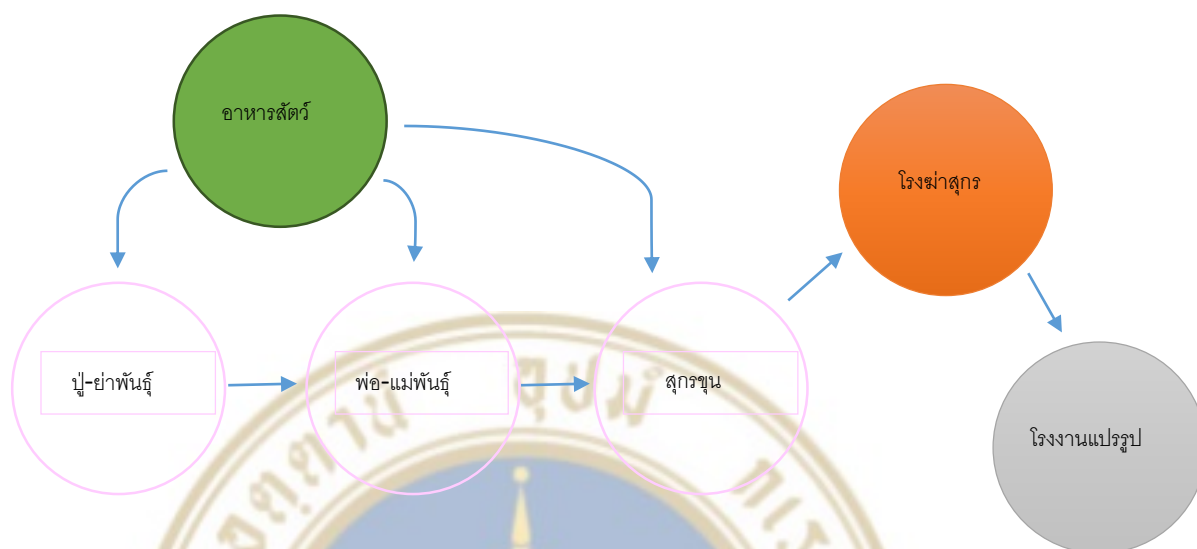 อาหารสัตว์
โรงฆ่าสุกร
ปู่-ย่าพันธุ์
พ่อ-แม่พันธุ์
สุกรขุน
โรงงานแปรรูป